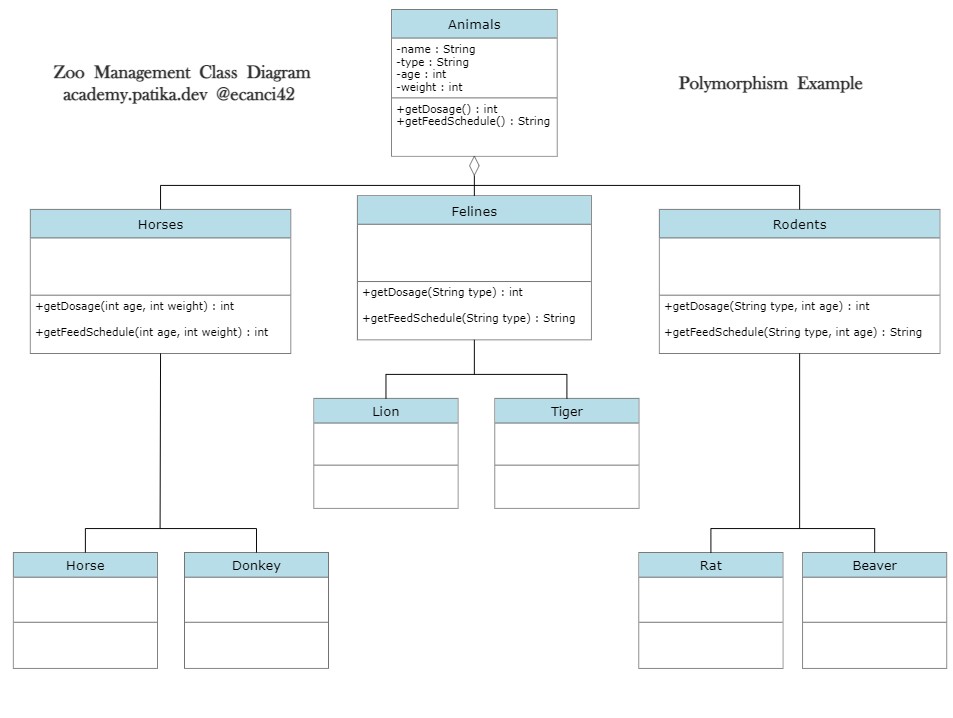 Animals
-name : String
-type : String
-age : int
-weight : int
+getDosage() : int
+getFeedSchedule() : String
Zoo Management Class Diagram
academy.patika.dev @ecanci42
Polymorphism Example
Horses
+getDosage(int age, int weight) : int
+getFeedSchedule(int age, int weight) : int
Felines
+getDosage(String type) : int
+getFeedSchedule(String type) : String
Rodents
+getDosage(String type, int age) : int
+getFeedSchedule(String type, int age) : String
Lion
Tiger
Horse
Donkey
Rat
Beaver